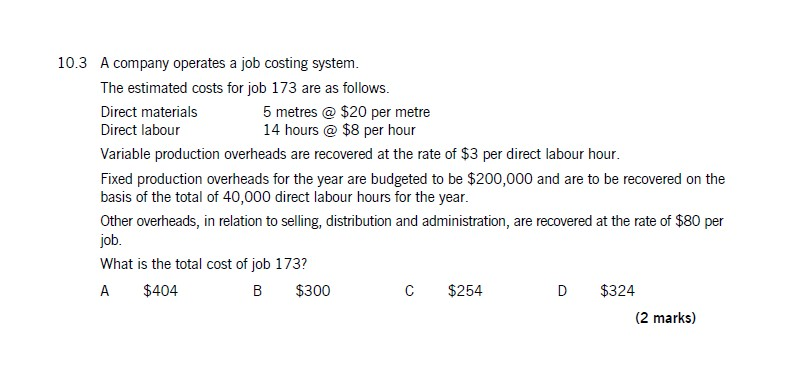 10.3 A company operates a job costing system.
The estimated costs for job 173 are as follows.
Direct materials 5 metres @ $20 per metre
Direct labour 14 hours @ $8 per hour
Variable production overheads are recovered at the rate of $3 per direct labour hour.
Fixed production overheads for the year are budgeted to be $200,000 and are to be recovered on the
basis of the total of 40,000 direct labour hours for the year.
Other overheads, in relation to selling, distribution and administration, are recovered at the rate of $80 per
job.
What is the total cost of job 173?
A $404 B $300 C $254 D $324
(2 marks)